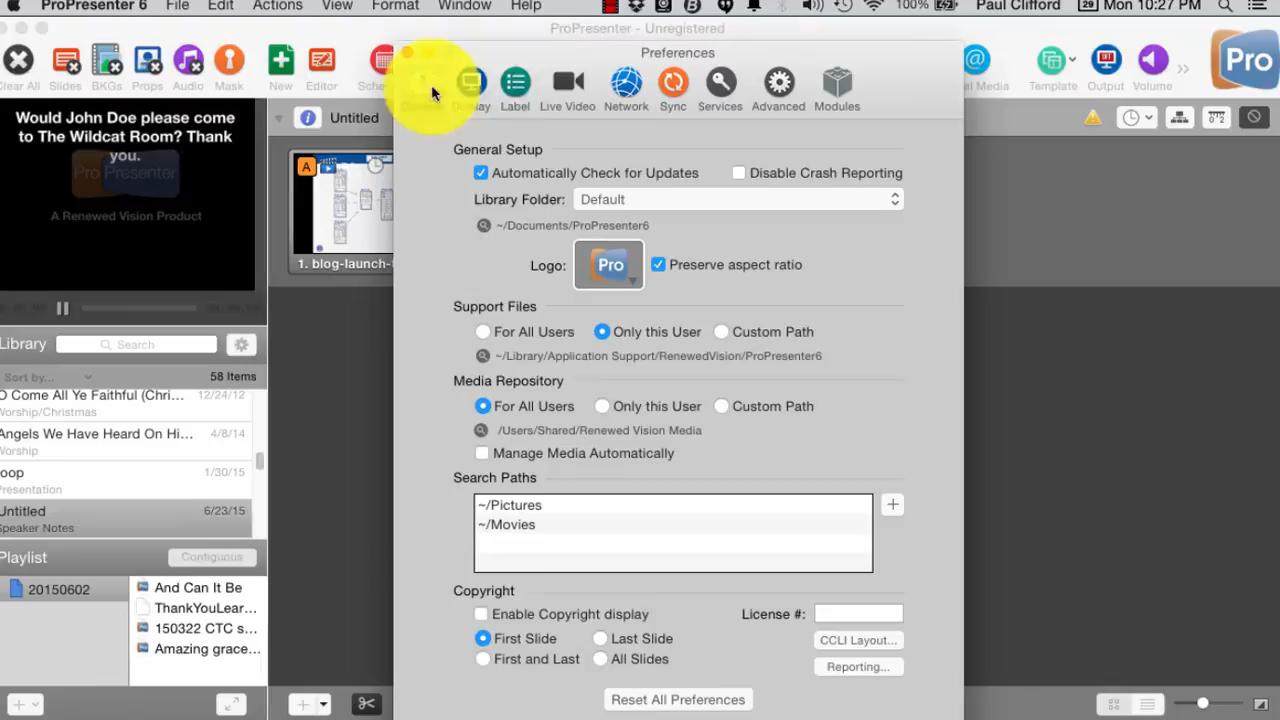 ProPresenter 6 File Edit Actions View Format Window Help 100% Paul Clifford 29 Mon 10:27 PM
ProPresenter - Unregistered
Preferences
Clear All Slides BKGs Props Audio Mask New Editor Display Label Live Video Network Sync Services Advanced Modules Template Output Volume
Pro
Would John Doe please come
to The Wildcat Room? Thank
you.
Pro Presenter
A Renewed Vision Product
Untitled
A
1. blog-launch-
General Setup
Automatically Check for Updates Disable Crash Reporting
Library Folder: Default
~/Documents/ProPresenter6
Logo: Pro Preserve aspect ratio
Support Files
For All Users Only this User Custom Path
~/Library/Application Support/RenewedVision/ProPresenter6
Media Repository
For All Users Only this User Custom Path
/Users/Shared/Renewed Vision Media
Manage Media Automatically
Search Paths
~/Pictures
~/Movies
Copyright
Enable Copyright display License #:
First Slide Last Slide CCLI Layout...
First and Last All Slides Reporting...
Reset All Preferences
Library Search
Sort by... 58 Items
O Come All Ye Faithful (Chri... 12/24/12
Worship/Christmas
Angels We Have Heard On Hi... 4/8/14
Worship
oop 1/30/15
Presentation
Untitled 6/23/15
Speaker Notes
Playlist Contiguous
20150602
And Can It Be
ThankYouLear...
150322 CTC s...
Amazing grace...